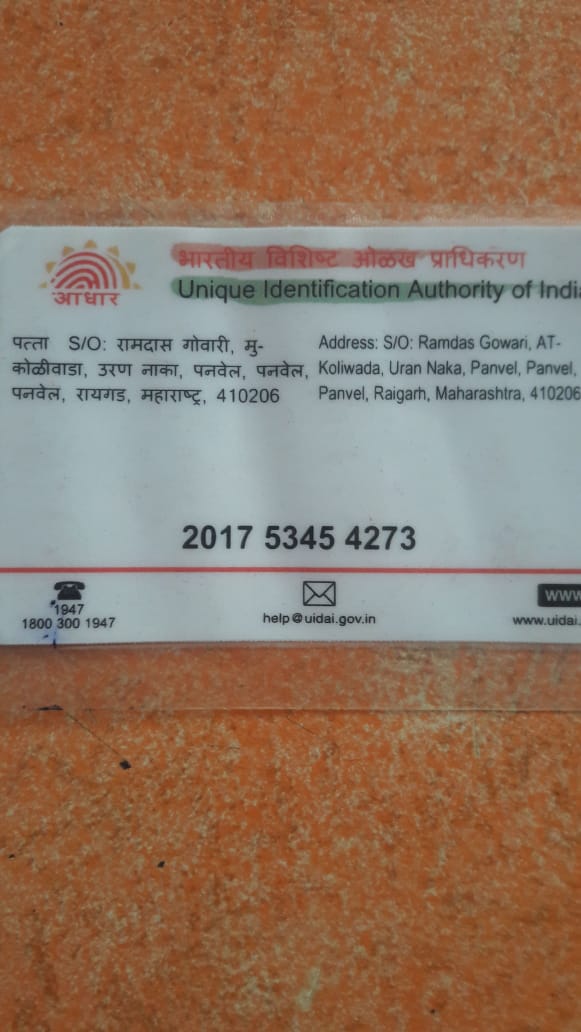 आधार
भारतीय विशिष्ट ओळख प्राधिकरण
Unique Identification Authority of India
पत्ता S/O: रामदास गोवारी, मु-
कोळीवाडा, उरण नाका, पनवेल, पनवेल,
पनवेल, रायगड, महाराष्ट्र, 410206
Address: S/O: Ramdas Gowari, AT-
Koliwada, Uran Naka, Panvel, Panvel,
Panvel, Raigarh, Maharashtra, 410206
2017 5345 4273
1947
1800 300 1947
help@uidai.gov.in
www
www.uidai.